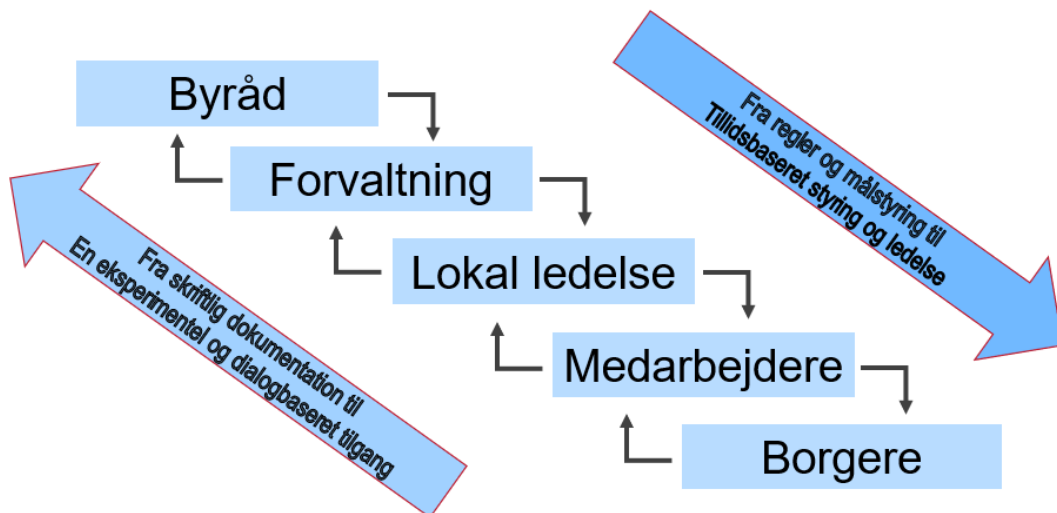 Byråd
Forvaltning
Lokal ledelse
Medarbejdere
Borgere
Fra regler og målstyring til
Tillidsbaseret styring og ledelse
Fra skriftlig dokumentation til
En eksperimentel og dialogbaseret tilgang